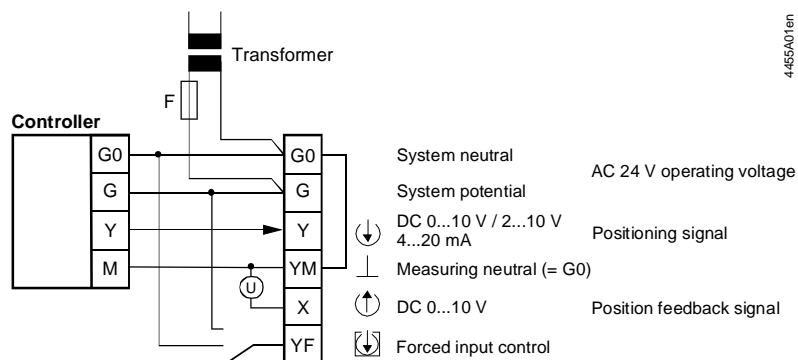 4455A01en
Transformer
F
Controller
G0 G0 System neutral
AC 24 V operating voltage
G G System potential
Y Y DC 0...10 V / 2...10 V
4...20 mA
Positioning signal
M YM Measuring neutral (= G0)
U
X DC 0...10 V Position feedback signal
YF Forced input control